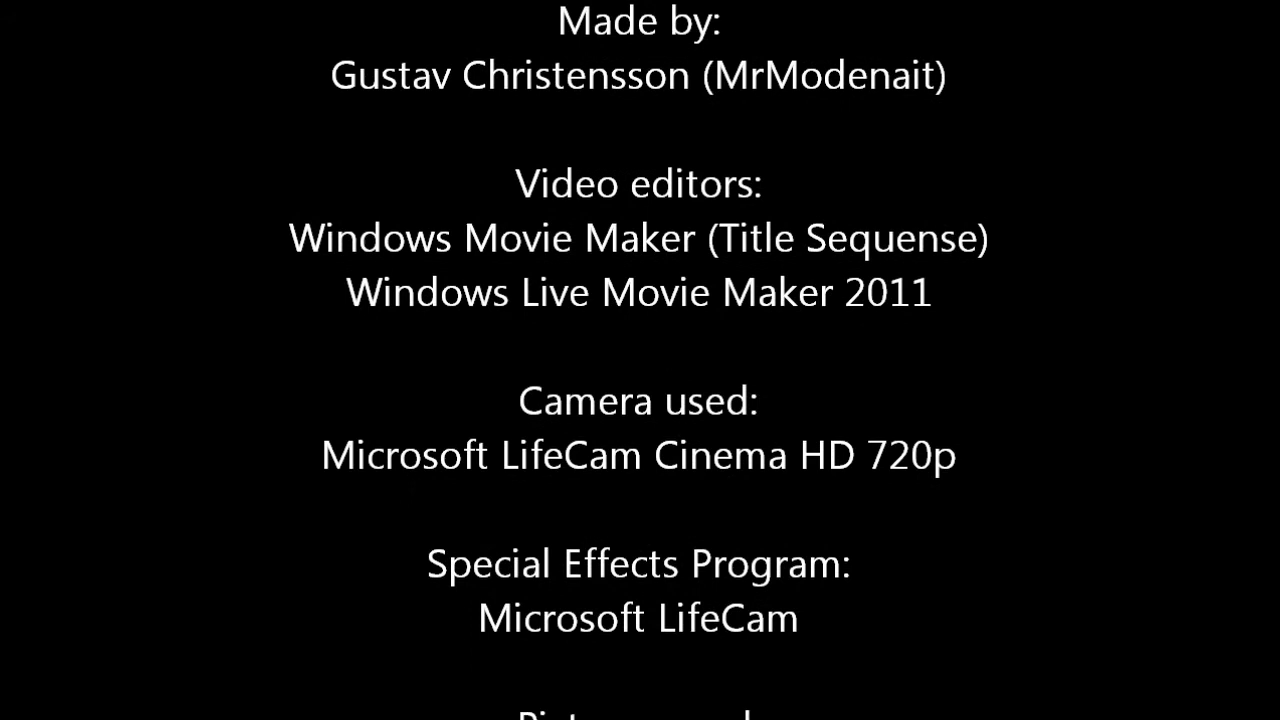 Made by:
Gustav Christensson (MrModenait)
Video editors:
Windows Movie Maker (Title Sequense)
Windows Live Movie Maker 2011
Camera used:
Microsoft LifeCam Cinema HD 720p
Special Effects Program:
Microsoft LifeCam